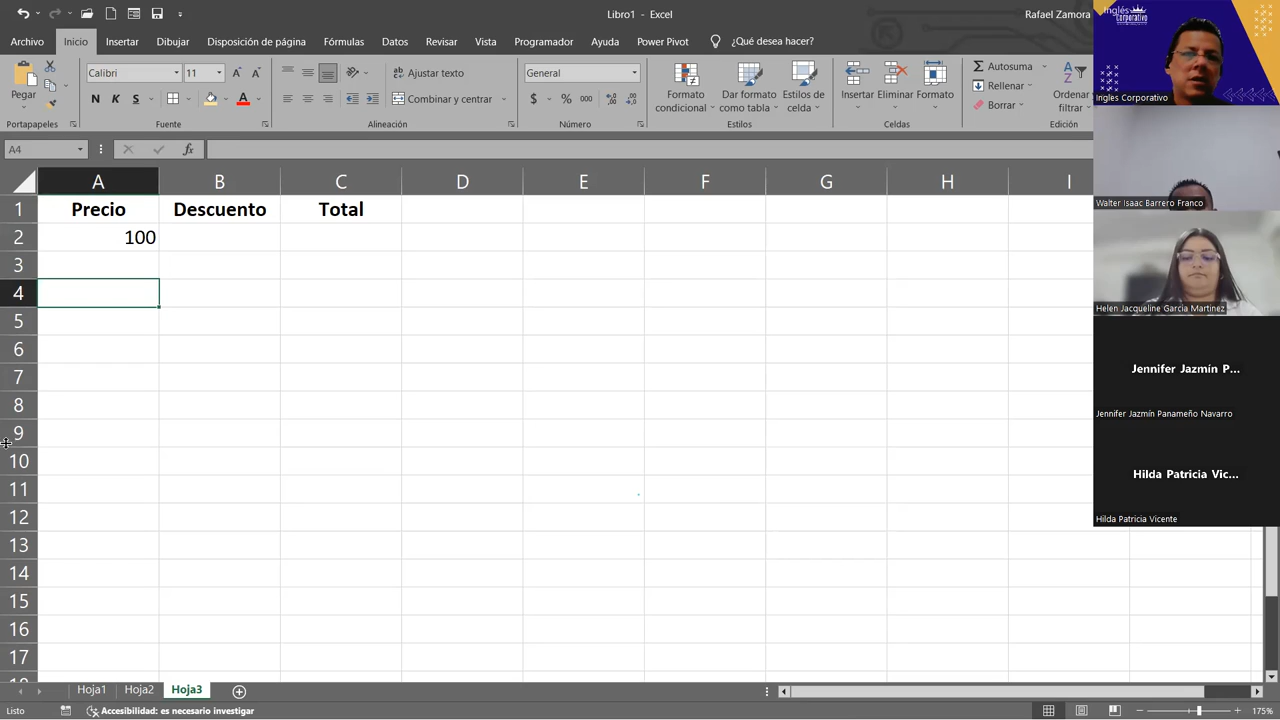 Libro1 - Excel
Rafael Zamora
Archivo
Inicio
Insertar
Dibujar
Disposición de página
Fórmulas
Datos
Revisar
Vista
Programador
Ayuda
Power Pivot
¿Qué desea hacer?
Pegar
Calibri
11
N K S
Ajustar texto
Combinar y centrar
General
$ % 000
Formato condicional
Dar formato como tabla
Estilos de celda
Insertar
Eliminar
Formato
Autosuma
Rellenar
Borrar
Ordenar
filtrar
Portapapeles
Fuente
Alineación
Número
Estilos
Celdas
Edición
A4
fx
A B C D E F G H I
1 Precio Descuento Total
2 100
3
4
5
6
7
8
9
10
11
12
13
14
15
16
17
Hoja1
Hoja2
Hoja3
Listo
Accesibilidad: es necesario investigar
175%
Inglés
Corporativo
Ingles Corporativo
Walter Isaac Barrero Franco
Helen Jacqueline Garcia Martinez
Jennifer Jazmín P...
Jennifer Jazmín Panameño Navarro
Hilda Patricia Vic...
Hilda Patricia Vicente